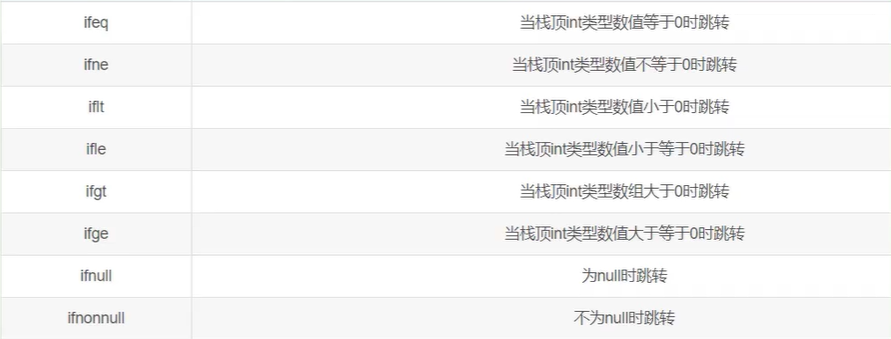 ifeq 当栈顶int类型数值等于0时跳转
ifne 当栈顶int类型数值不等于0时跳转
iflt 当栈顶int类型数值小于0时跳转
ifle 当栈顶int类型数值小于等于0时跳转
ifgt 当栈顶int类型数组大于0时跳转
ifge 当栈顶int类型数值大于等于0时跳转
ifnull 为null时跳转
ifnonnull 不为null时跳转